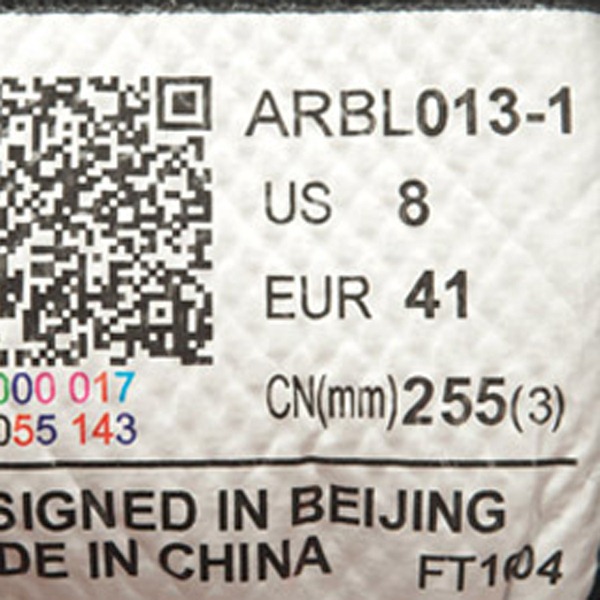 ARBL013-1
US 8
EUR 41
000 017
055 143
CN(mm)255(3)
SIGNED IN BEIJING
DE IN CHINA
FT104